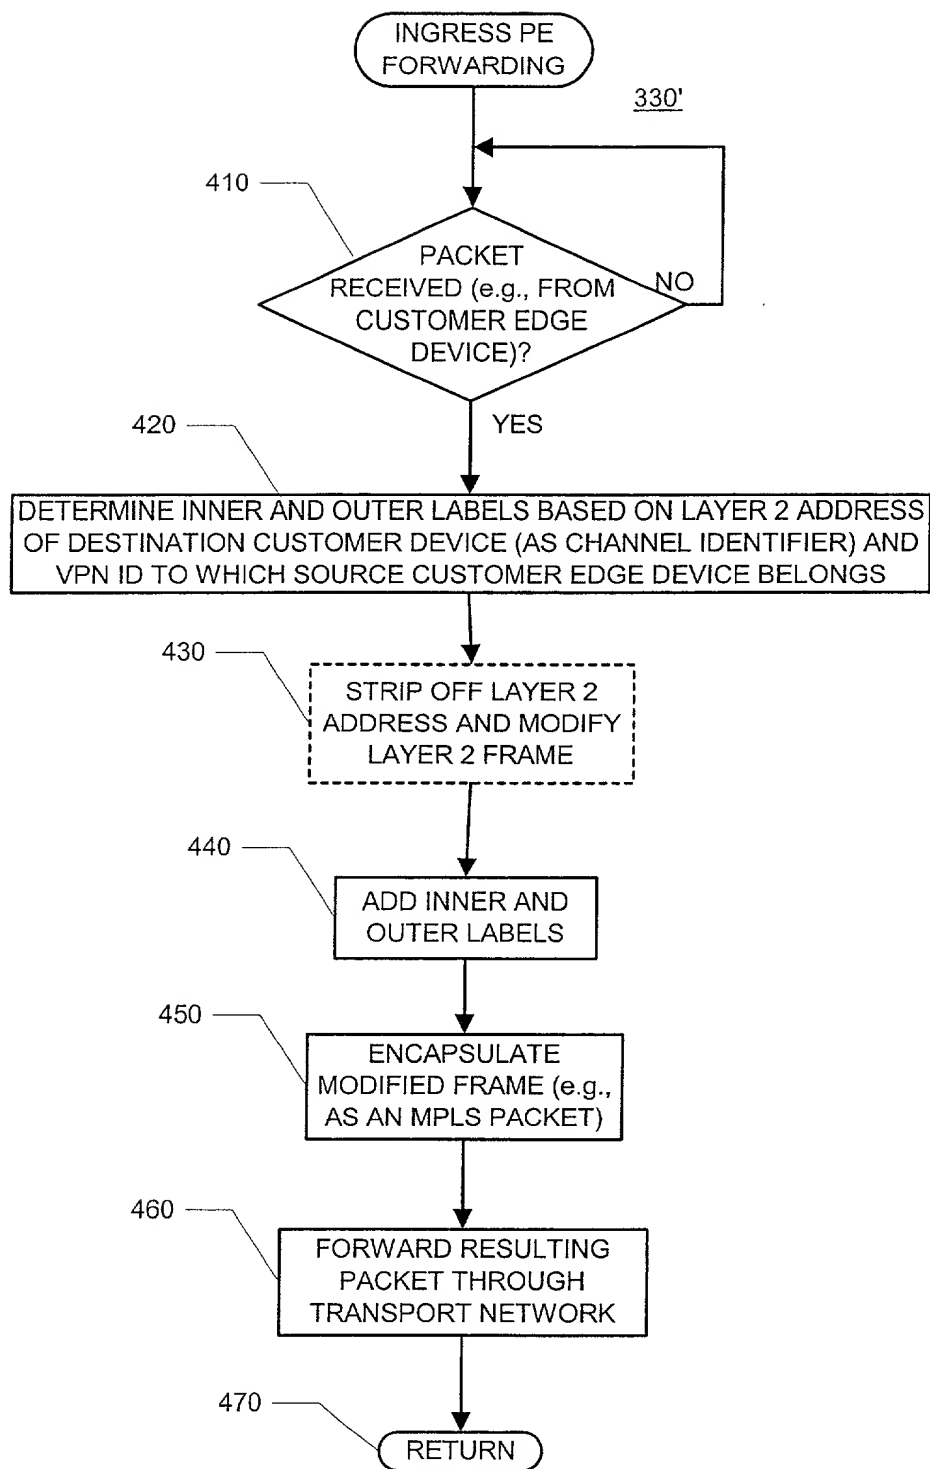 INGRESS PE
FORWARDING
330'
410
PACKET
RECEIVED (e.g., FROM
CUSTOMER EDGE
DEVICE)?
NO
YES
420
DETERMINE INNER AND OUTER LABELS BASED ON LAYER 2 ADDRESS
OF DESTINATION CUSTOMER DEVICE (AS CHANNEL IDENTIFIER) AND
VPN ID TO WHICH SOURCE CUSTOMER EDGE DEVICE BELONGS
430
STRIP OFF LAYER 2
ADDRESS AND MODIFY
LAYER 2 FRAME
440
ADD INNER AND
OUTER LABELS
450
ENCAPSULATE
MODIFIED FRAME (e.g.,
AS AN MPLS PACKET)
460
FORWARD RESULTING
PACKET THROUGH
TRANSPORT NETWORK
470
RETURN